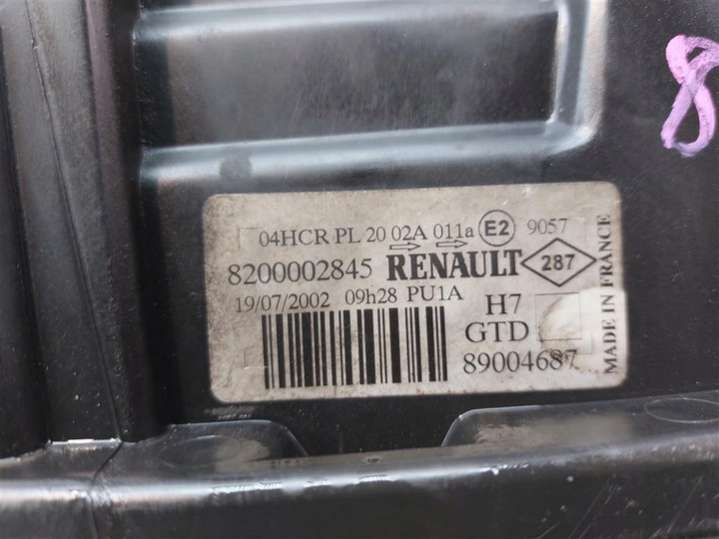 8
04HCR PL 20 02A 011a E2 9057
8200002845 RENAULT 287
19/07/2002 09h28 PU1A
H7
GTD
89004687
MADE IN FRANCE